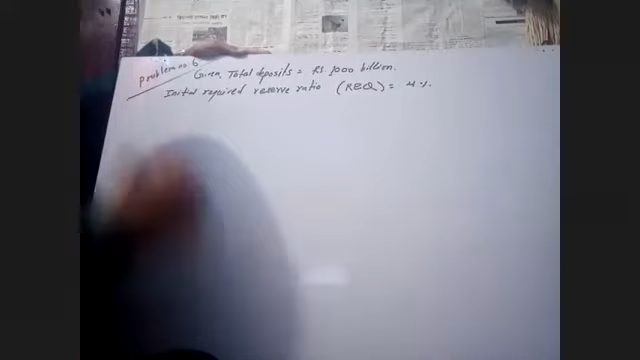 Problem no. 6
Given, Total deposits = Rs. 1000 billion.
Initial required reserve ratio (REQ) = 4%.